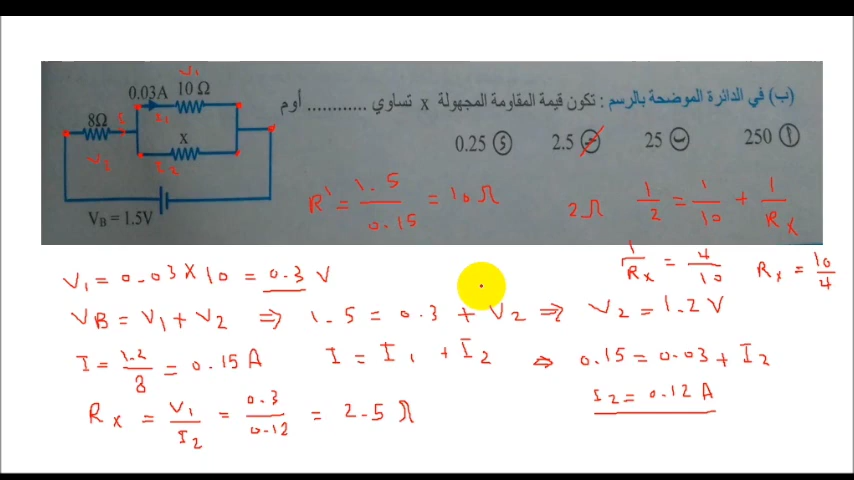 (ب) في الدائرة الموضحة بالرسم : تكون قيمة المقاومة المجهولة x تساوي ............ أوم
أ 250 ب 25 ج 2.5 د 0.25
V1
0.03A 10 Ω
8Ω I I1
x
V2 I2
VB = 1.5V
R' = 1.5/0.15 = 10 Ω
2Ω 1/2 = 1/10 + 1/Rx
1/Rx = 4/10 Rx = 10/4
V1 = 0.03 × 10 = 0.3 V
VB = V1 + V2 ⇒ 1.5 = 0.3 + V2 ⇒ V2 = 1.2 V
I = 1.2/8 = 0.15 A I = I1 + I2 ⇔ 0.15 = 0.03 + I2
I2 = 0.12 A
Rx = V1/I2 = 0.3/0.12 = 2.5 Ω